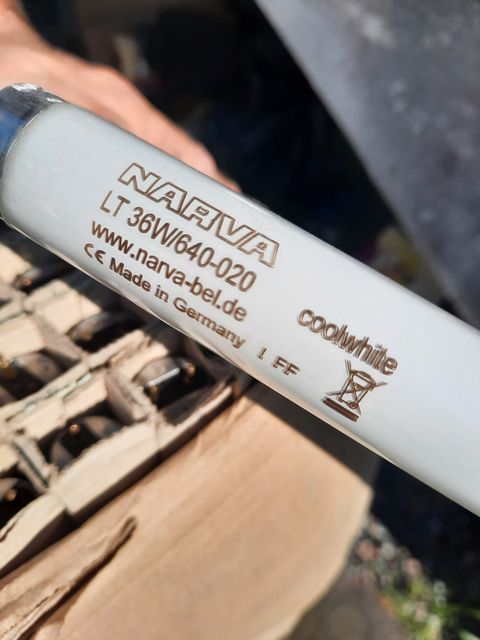 NARVA
LT 36W/640-020
www.narva-bel.de
CE Made in Germany I FF
coolwhite